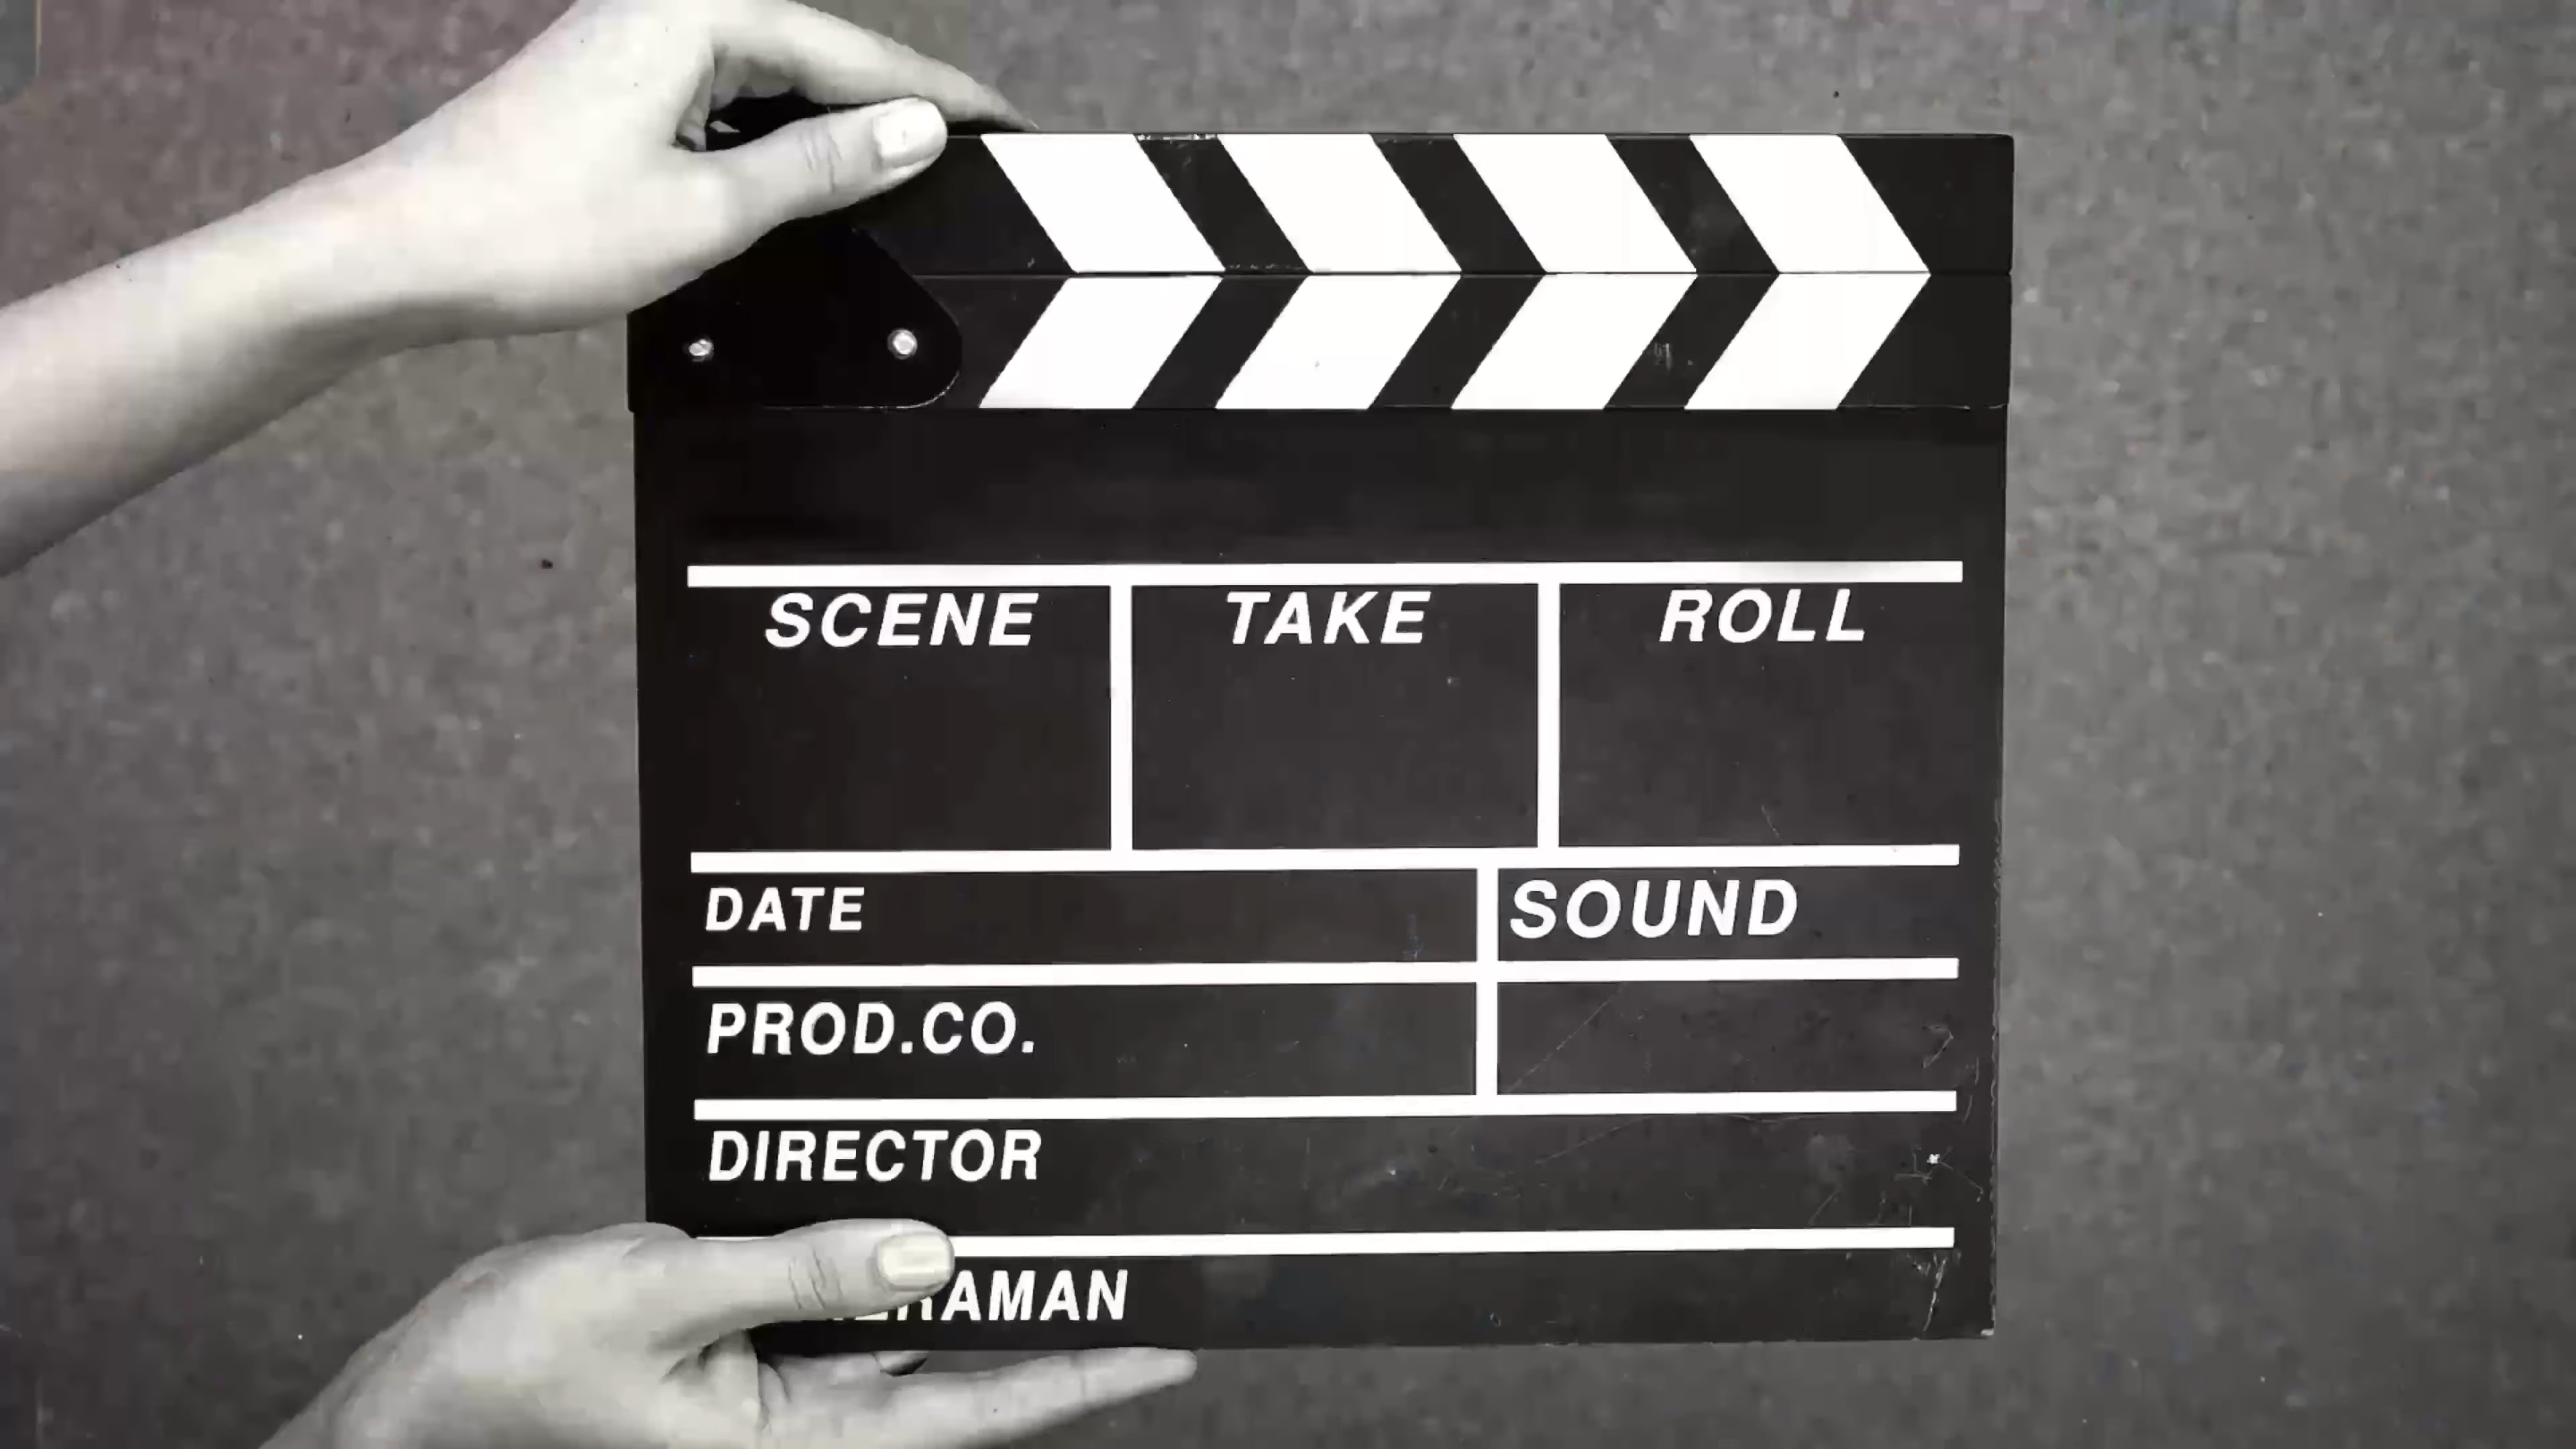 SCENE TAKE ROLL
DATE SOUND
PROD.CO.
DIRECTOR